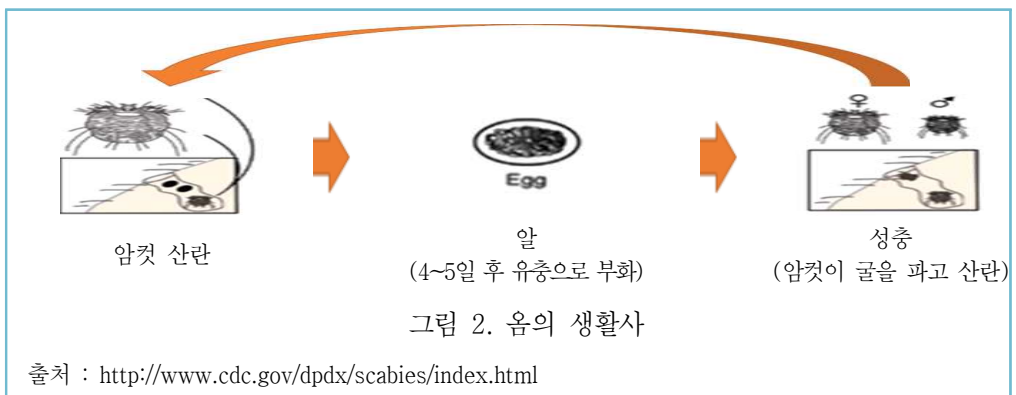 ♀ ♂
Egg
암컷 산란
알
(4~5일 후 유충으로 부화)
성충
(암컷이 굴을 파고 산란)
그림 2. 옴의 생활사
출처 : http://www.cdc.gov/dpdx/scabies/index.html